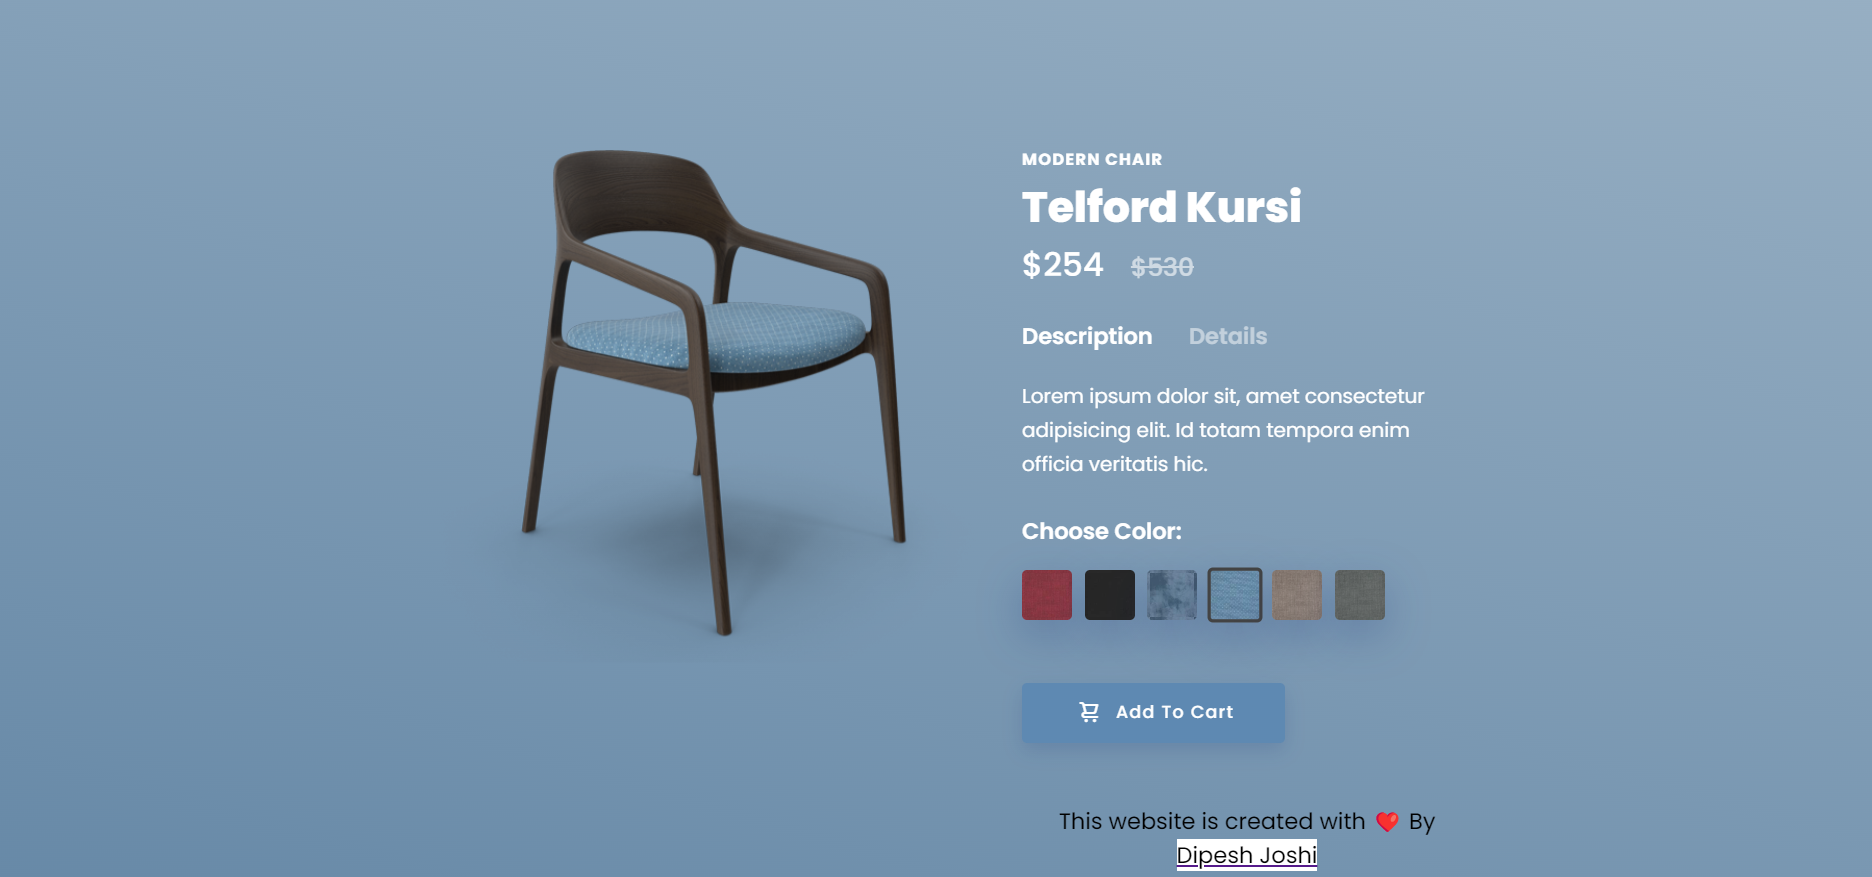 MODERN CHAIR
Telford Kursi
$254 $530
Description Details
Lorem ipsum dolor sit, amet consectetur
adipisicing elit. Id totam tempora enim
officia veritatis hic.
Choose Color:
Add To Cart
This website is created with ❤️ By
Dipesh Joshi